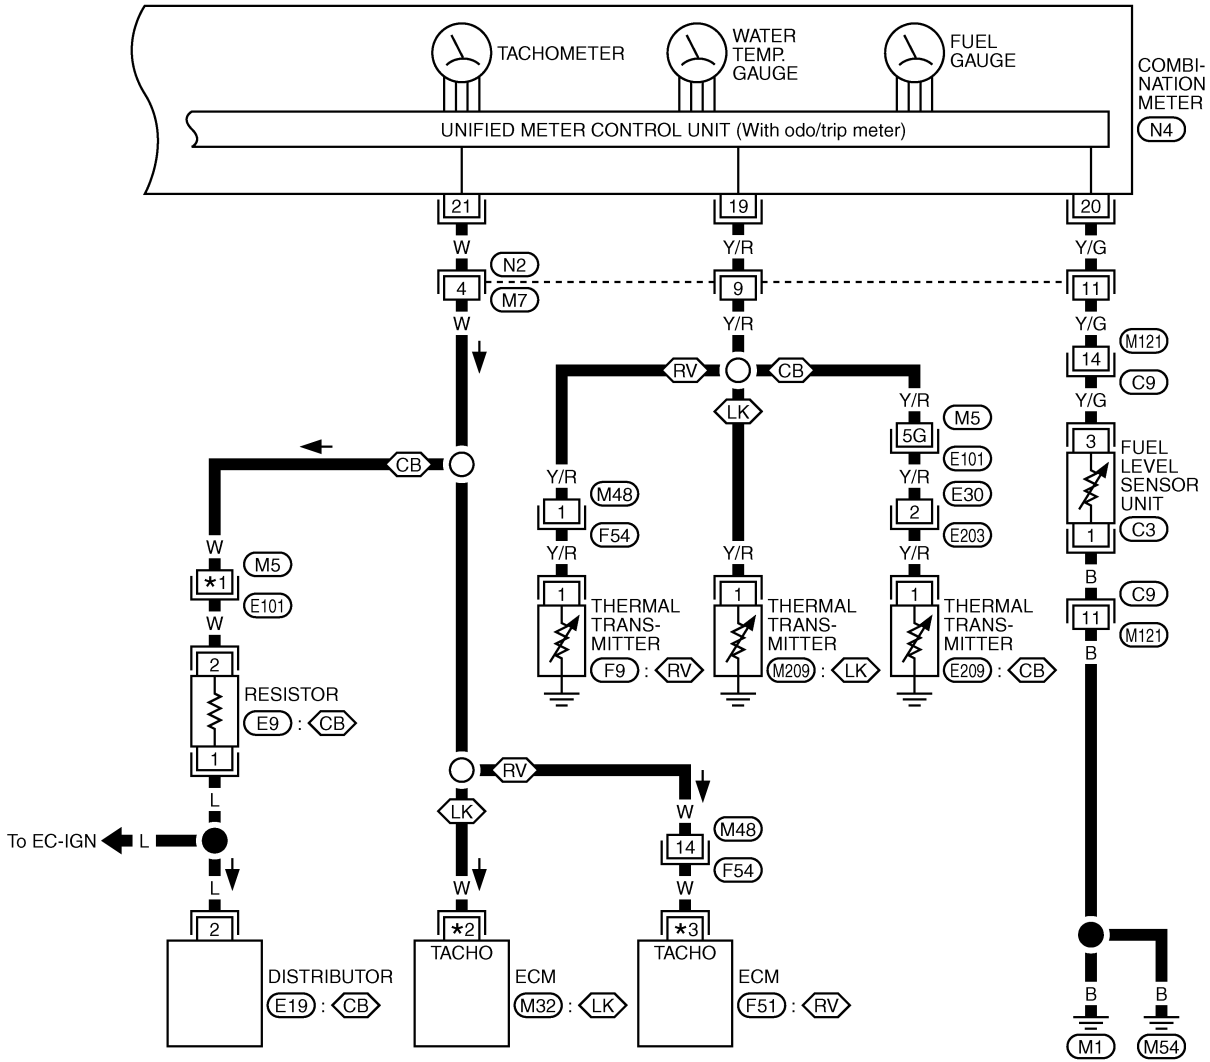 TACHOMETER
WATER
TEMP.
GAUGE
FUEL
GAUGE
COMBI-
NATION
METER
N4
UNIFIED METER CONTROL UNIT (With odo/trip meter)
21
19
20
W
Y/R
Y/G
N2
4
9
11
M7
W
Y/R
Y/G
M121
14
C9
RV
CB
LK
Y/R
Y/G
M5
5G
E101
3
FUEL
LEVEL
SENSOR
UNIT
C3
1
CB
Y/R
Y/R
E30
M48
1
2
F54
E203
W
Y/R
Y/R
Y/R
M5
*1
E101
B
C9
11
M121
B
W
1
1
1
THERMAL
TRANS-
MITTER
F9 : RV
THERMAL
TRANS-
MITTER
M209 : LK
THERMAL
TRANS-
MITTER
E209 : CB
2
RESISTOR
E9 : CB
1
L
RV
LK
W
M48
14
F54
To EC-IGN
L
L
W
W
2
*2
*3
TACHO
TACHO
DISTRIBUTOR
E19 : CB
ECM
M32 : LK
ECM
F51 : RV
B
B
M1
M54